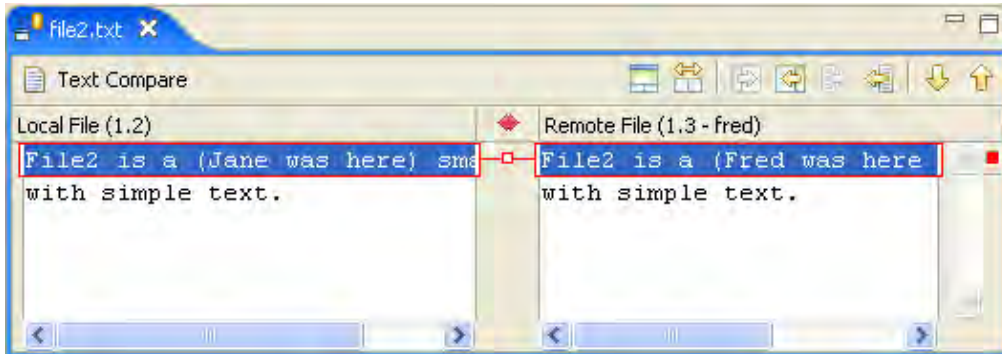 file2.txt
Text Compare
Local File (1.2)
Remote File (1.3 - fred)
File2 is a (Jane was here)
File2 is a (Fred was here
with simple text.
with simple text.